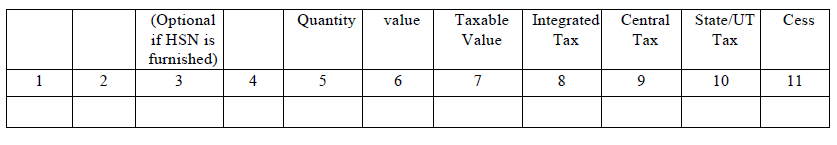 (Optional if HSN is furnished) Quantity value Taxable Value Integrated Tax Central Tax State/UT Tax Cess
1 2 3 4 5 6 7 8 9 10 11